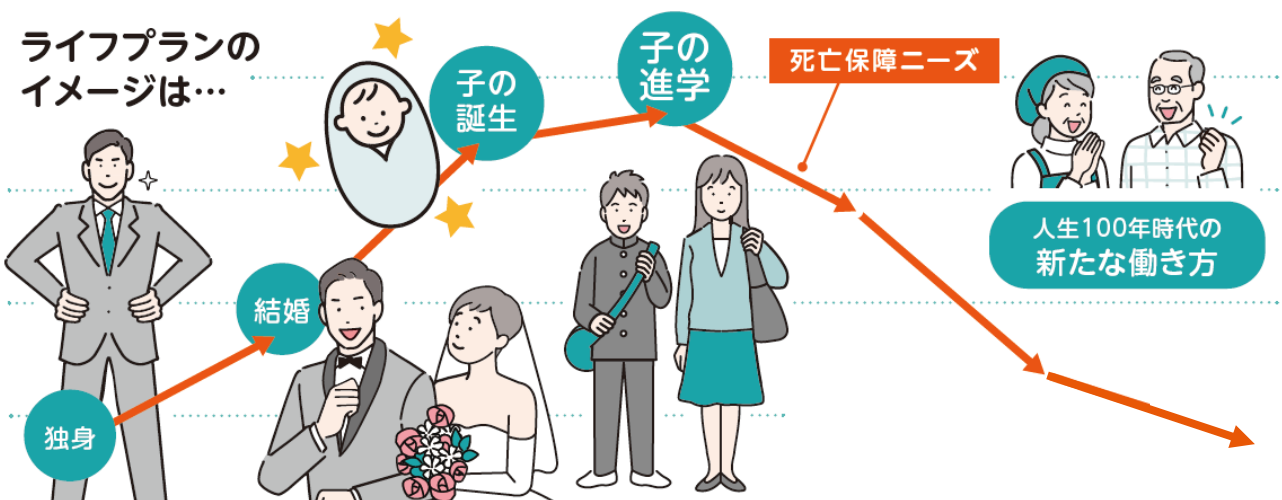 ライフプランの
イメージは…
子の
誕生
子の
進学
死亡保障ニーズ
結婚
独身
人生100年時代の
新たな働き方